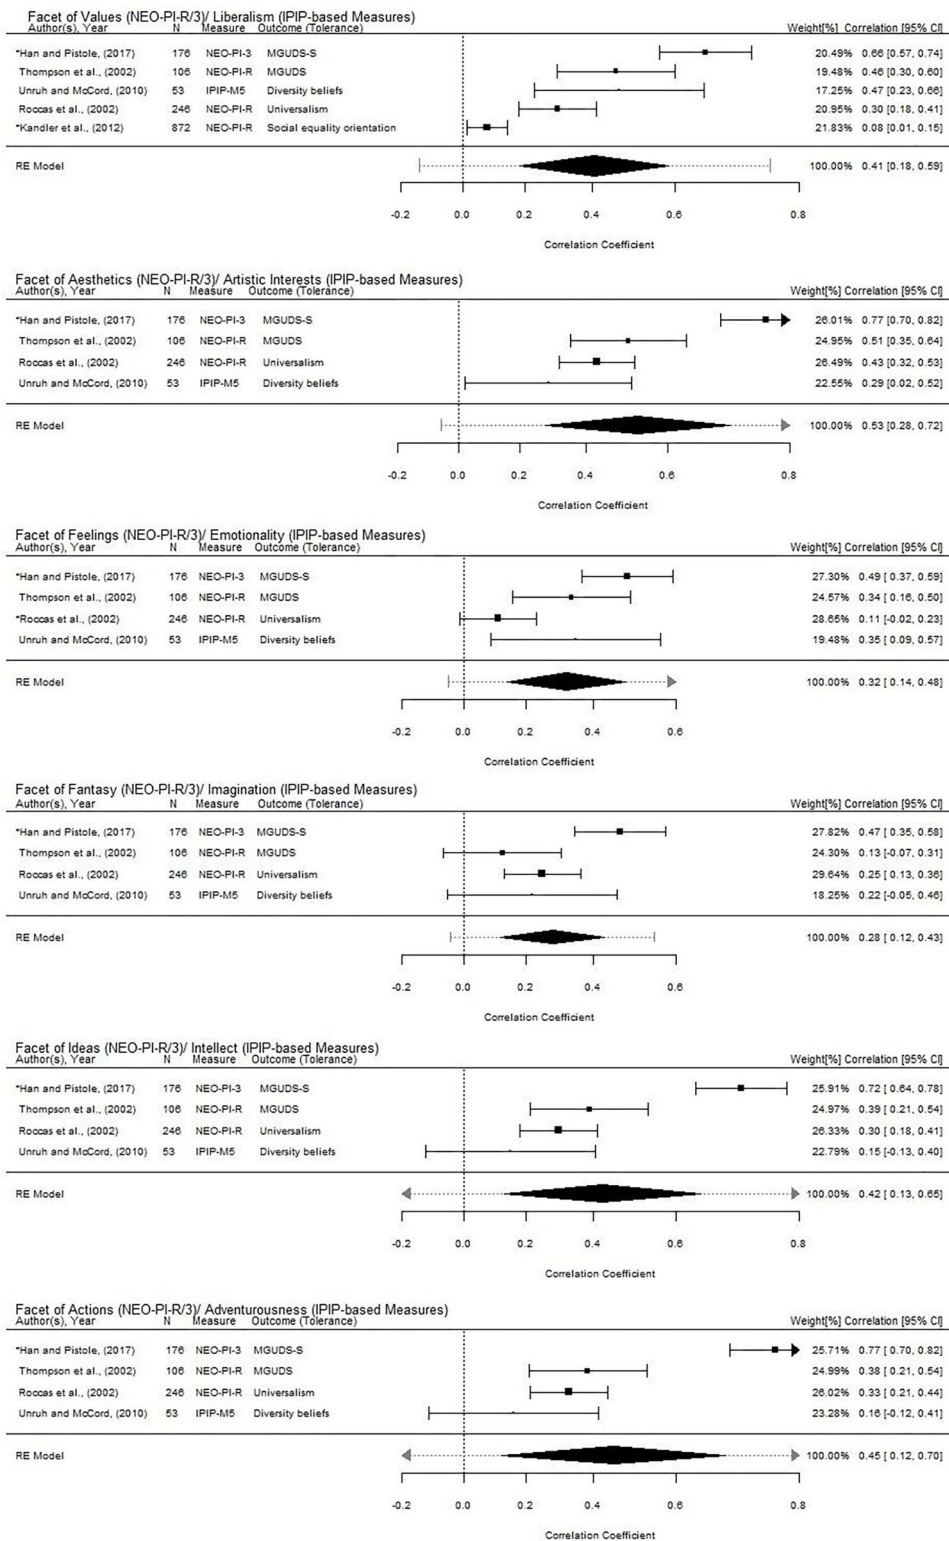 Facet of Values (NEO-PI-R/3)/ Liberalism (IPIP-based Measures)
Author(s), Year N Measure Outcome (Tolerance) Weight[%] Correlation [95% CI]
*Han and Pistole, (2017) 176 NEO-PI-3 MGUDS-S 20.49% 0.66 [0.57, 0.74]
Thompson et al., (2002) 106 NEO-PI-R MGUDS 19.48% 0.46 [0.30, 0.60]
Unruh and McCord, (2010) 53 IPIP-M5 Diversity beliefs 17.25% 0.47 [0.23, 0.66]
Roccas et al., (2002) 246 NEO-PI-R Universalism 20.95% 0.30 [0.18, 0.41]
*Kandler et al., (2012) 872 NEO-PI-R Social equality orientation 21.83% 0.08 [0.01, 0.15]
RE Model 100.00% 0.41 [0.18, 0.59]
-0.2 0.0 0.2 0.4 0.6 0.8
Correlation Coefficient
Facet of Aesthetics (NEO-PI-R/3)/ Artistic Interests (IPIP-based Measures)
Author(s), Year N Measure Outcome (Tolerance) Weight[%] Correlation [95% CI]
*Han and Pistole, (2017) 176 NEO-PI-3 MGUDS-S 26.01% 0.77 [0.70, 0.82]
Thompson et al., (2002) 106 NEO-PI-R MGUDS 24.95% 0.51 [0.35, 0.64]
Roccas et al., (2002) 246 NEO-PI-R Universalism 26.49% 0.43 [0.32, 0.53]
Unruh and McCord, (2010) 53 IPIP-M5 Diversity beliefs 22.55% 0.29 [0.02, 0.52]
RE Model 100.00% 0.53 [0.28, 0.72]
-0.2 0.0 0.2 0.4 0.6 0.8
Correlation Coefficient
Facet of Feelings (NEO-PI-R/3)/ Emotionality (IPIP-based Measures)
Author(s), Year N Measure Outcome (Tolerance) Weight[%] Correlation [95% CI]
*Han and Pistole, (2017) 176 NEO-PI-3 MGUDS-S 27.30% 0.49 [ 0.37, 0.59]
Thompson et al., (2002) 106 NEO-PI-R MGUDS 24.57% 0.34 [ 0.16, 0.50]
*Roccas et al., (2002) 246 NEO-PI-R Universalism 28.65% 0.11 [-0.02, 0.23]
Unruh and McCord, (2010) 53 IPIP-M5 Diversity beliefs 19.48% 0.35 [ 0.09, 0.57]
RE Model 100.00% 0.32 [ 0.14, 0.48]
-0.2 0.0 0.2 0.4 0.6
Correlation Coefficient
Facet of Fantasy (NEO-PI-R/3)/ Imagination (IPIP-based Measures)
Author(s), Year N Measure Outcome (Tolerance) Weight[%] Correlation [95% CI]
*Han and Pistole, (2017) 176 NEO-PI-3 MGUDS-S 27.82% 0.47 [ 0.35, 0.58]
Thompson et al., (2002) 106 NEO-PI-R MGUDS 24.30% 0.13 [-0.07, 0.31]
Roccas et al., (2002) 246 NEO-PI-R Universalism 29.64% 0.25 [ 0.13, 0.36]
Unruh and McCord, (2010) 53 IPIP-M5 Diversity beliefs 18.25% 0.22 [-0.05, 0.46]
RE Model 100.00% 0.28 [ 0.12, 0.43]
-0.2 0.0 0.2 0.4 0.6
Correlation Coefficient
Facet of Ideas (NEO-PI-R/3)/ Intellect (IPIP-based Measures)
Author(s), Year N Measure Outcome (Tolerance) Weight[%] Correlation [95% CI]
*Han and Pistole, (2017) 176 NEO-PI-3 MGUDS-S 25.91% 0.72 [ 0.64, 0.78]
Thompson et al., (2002) 106 NEO-PI-R MGUDS 24.97% 0.39 [ 0.21, 0.54]
Roccas et al., (2002) 246 NEO-PI-R Universalism 26.33% 0.30 [ 0.18, 0.41]
Unruh and McCord, (2010) 53 IPIP-M5 Diversity beliefs 22.79% 0.15 [-0.13, 0.40]
RE Model 100.00% 0.42 [ 0.13, 0.65]
-0.2 0.0 0.2 0.4 0.6 0.8
Correlation Coefficient
Facet of Actions (NEO-PI-R/3)/ Adventurousness (IPIP-based Measures)
Author(s), Year N Measure Outcome (Tolerance) Weight[%] Correlation [95% CI]
*Han and Pistole, (2017) 176 NEO-PI-3 MGUDS-S 25.71% 0.77 [ 0.70, 0.82]
Thompson et al., (2002) 106 NEO-PI-R MGUDS 24.99% 0.38 [ 0.21, 0.54]
Roccas et al., (2002) 246 NEO-PI-R Universalism 26.02% 0.33 [ 0.21, 0.44]
Unruh and McCord, (2010) 53 IPIP-M5 Diversity beliefs 23.28% 0.16 [-0.12, 0.41]
RE Model 100.00% 0.45 [ 0.12, 0.70]
-0.2 0.0 0.2 0.4 0.6 0.8
Correlation Coefficient